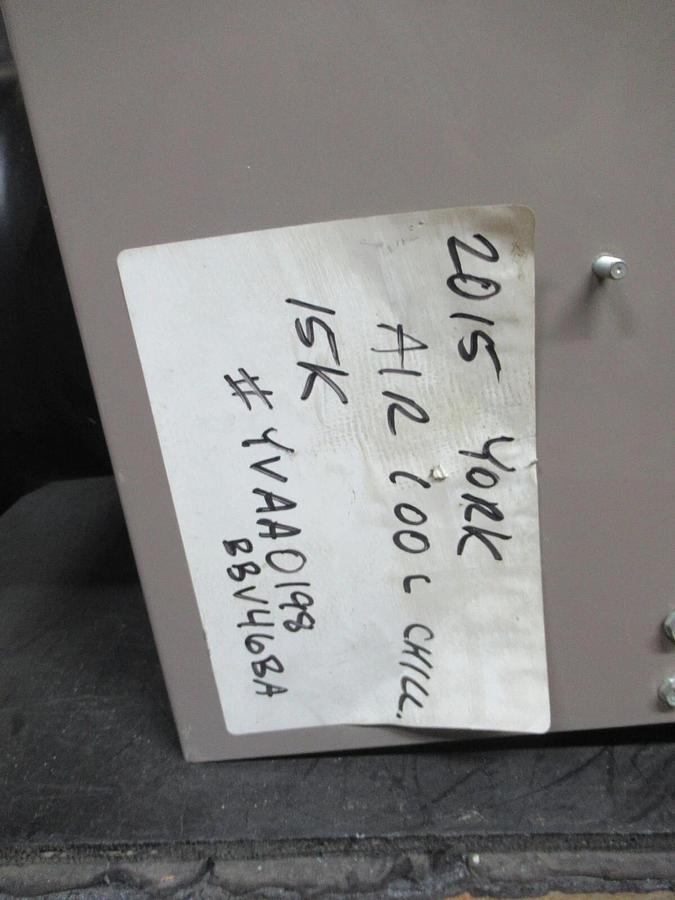 2015 YORK
AIR COOL CHILL.
15K
# YVAA0198
BBV46BA